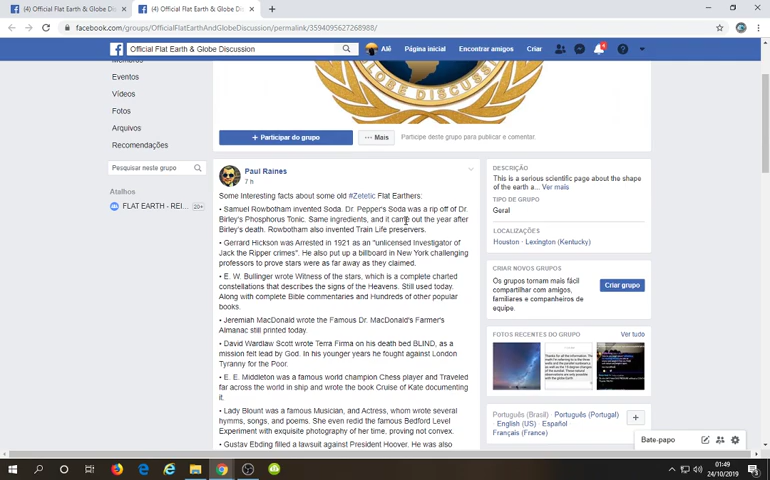 (4) Official Flat Earth & Globe D
(4) Official Flat Earth & Globe D
facebook.com/groups/OfficialFlatEarthAndGlobeDiscussion/permalink/3594095627268988/
Official Flat Earth & Globe Discussion
Alê
Página inicial
Encontrar amigos
Criar
4
Membros
Eventos
Vídeos
Fotos
Arquivos
Recomendações
Pesquisar neste grupo
Atalhos
FLAT EARTH - REI... 20+
LOBE DISCUS
+ Participar do grupo
Mais
Participe deste grupo para publicar e comentar.
Paul Raines
7 h
Some Interesting facts about some old #Zetetic Flat Earthers:
• Samuel Rowbotham invented Soda. Dr. Pepper's Soda was a rip off of Dr.
Birley's Phosphorus Tonic. Same ingredients, and it came out the year after
Birley's death. Rowbotham also invented Train Life preservers.
• Gerrard Hickson was Arrested in 1921 as an "unlicensed Investigator of
Jack the Ripper crimes". He also put up a billboard in New York challenging
professors to prove stars were as far away as they claimed.
• E. W. Bullinger wrote Witness of the stars, which is a complete charted
constellations that describes the signs of the Heavens. Still used today.
Along with complete Bible commentaries and Hundreds of other popular
books.
• Jeremiah MacDonald wrote the Famous Dr. MacDonald's Farmer's
Almanac still printed today.
• David Wardlaw Scott wrote Terra Firma on his death bed BLIND, as a
mission felt lead by God. In his younger years he fought against London
Tyranny for the Poor.
• E. E. Middleton was a famous world champion Chess player and Traveled
far across the world in ship and wrote the book Cruise of Kate documenting
it.
• Lady Blount was a famous Musician, and Actress, whom wrote several
hymns, songs, and poems. She even redid the famous Bedford Level
Experiment with exquisite photography of her time, proving not convex.
• Gustav Ebding filled a lawsuit against President Hoover. He was also
DESCRIÇÃO
This is a serious scientific page about the shape
of the earth a... Ver mais
TIPO DE GRUPO
Geral
LOCALIZAÇÕES
Houston · Lexington (Kentucky)
CRIAR NOVOS GRUPOS
Os grupos tornam mais fácil
compartilhar com amigos,
familiares e companheiros de
equipe.
Criar grupo
FOTOS RECENTES DO GRUPO
Ver tudo
Português (Brasil) · Português (Portugal) ·
English (US) · Español ·
Français (France)
Bate-papo
01:49
24/10/2019